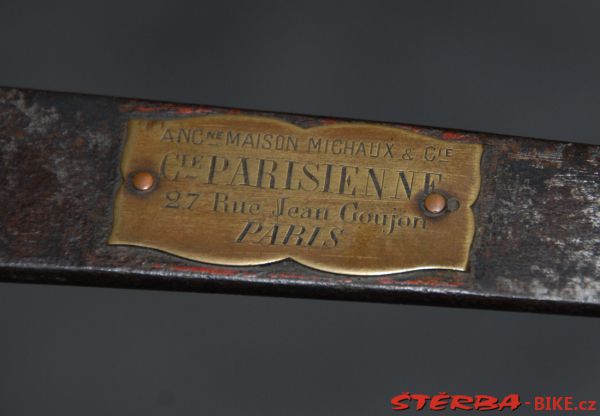 ANCNE MAISON MICHAUX & CIE
CIE PARISIENNE
27 Rue Jean Goujon
PARIS
ŠTĚRBA-BIKE.cz